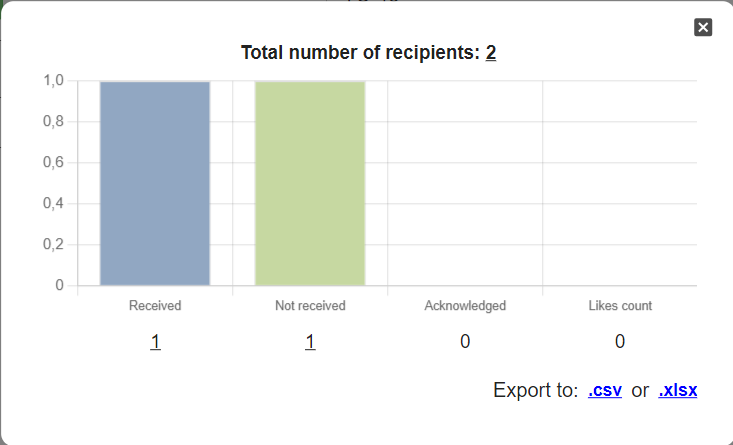 Total number of recipients: 2
1,0
0,8
0,6
0,4
0,2
0
Received Not received Acknowledged Likes count
1 1 0 0
Export to: .csv or .xlsx